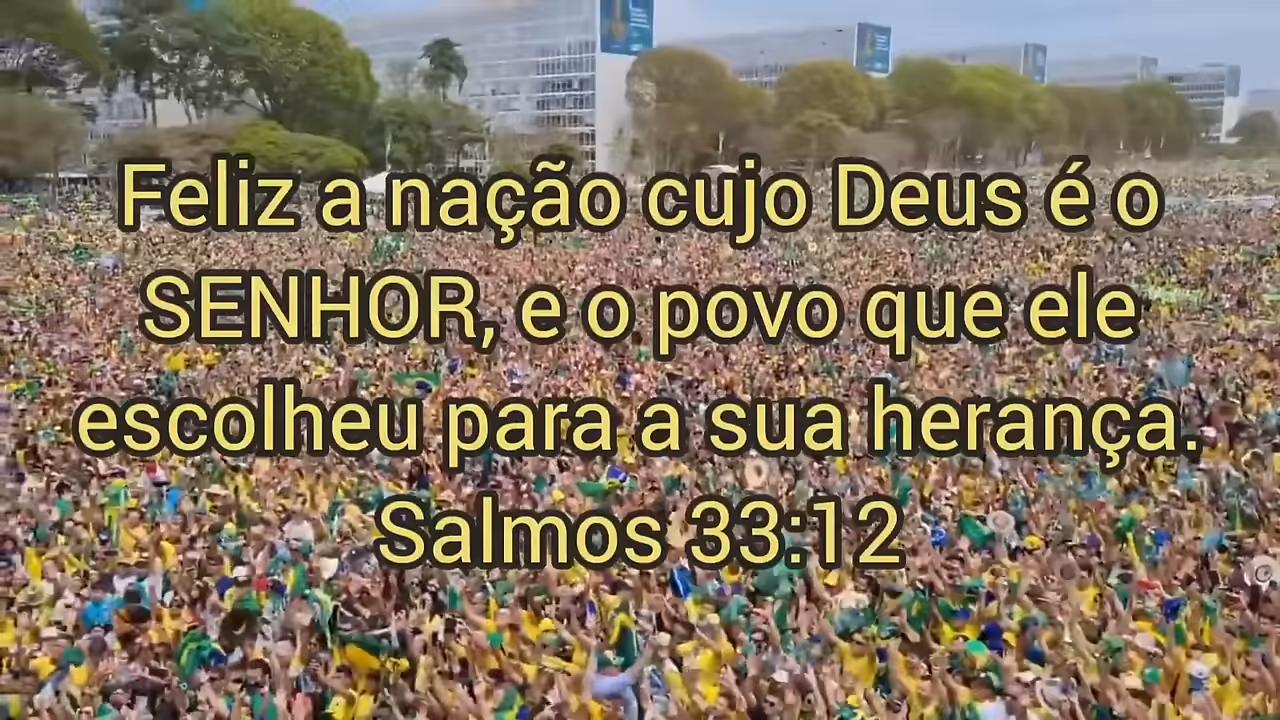 Feliz a nação cujo Deus é o
SENHOR, e o povo que ele
escolheu para a sua herança.
Salmos 33:12